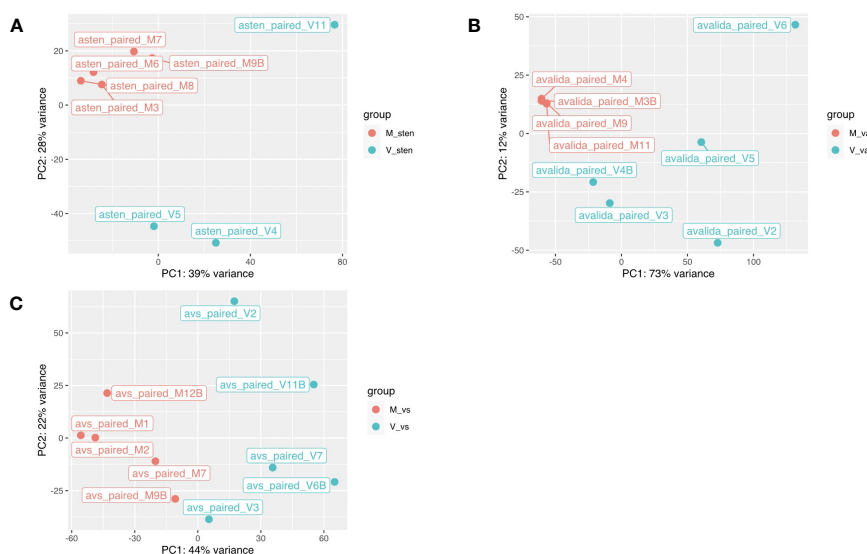 A
asten_paired_V11
asten_paired_M7
asten_paired_M6
asten_paired_M9B
asten_paired_M8
asten_paired_M3
asten_paired_V5
asten_paired_V4
20
0
-20
-40
0
40
80
PC2: 28% variance
PC1: 39% variance
group
M_sten
V_sten
B
avalida_paired_V6
avalida_paired_M4
avalida_paired_M3B
avalida_paired_M9
avalida_paired_M11
avalida_paired_V5
avalida_paired_V4B
avalida_paired_V3
avalida_paired_V2
50
25
0
-25
-50
-50
0
50
100
PC2: 12% variance
PC1: 73% variance
group
M_va
V_va
C
avs_paired_V2
avs_paired_V11B
avs_paired_M12B
avs_paired_M1
avs_paired_M2
avs_paired_M7
avs_paired_V7
avs_paired_V6B
avs_paired_M9B
avs_paired_V3
50
25
0
-25
-60
-30
0
30
60
PC2: 22% variance
PC1: 44% variance
group
M_vs
V_vs